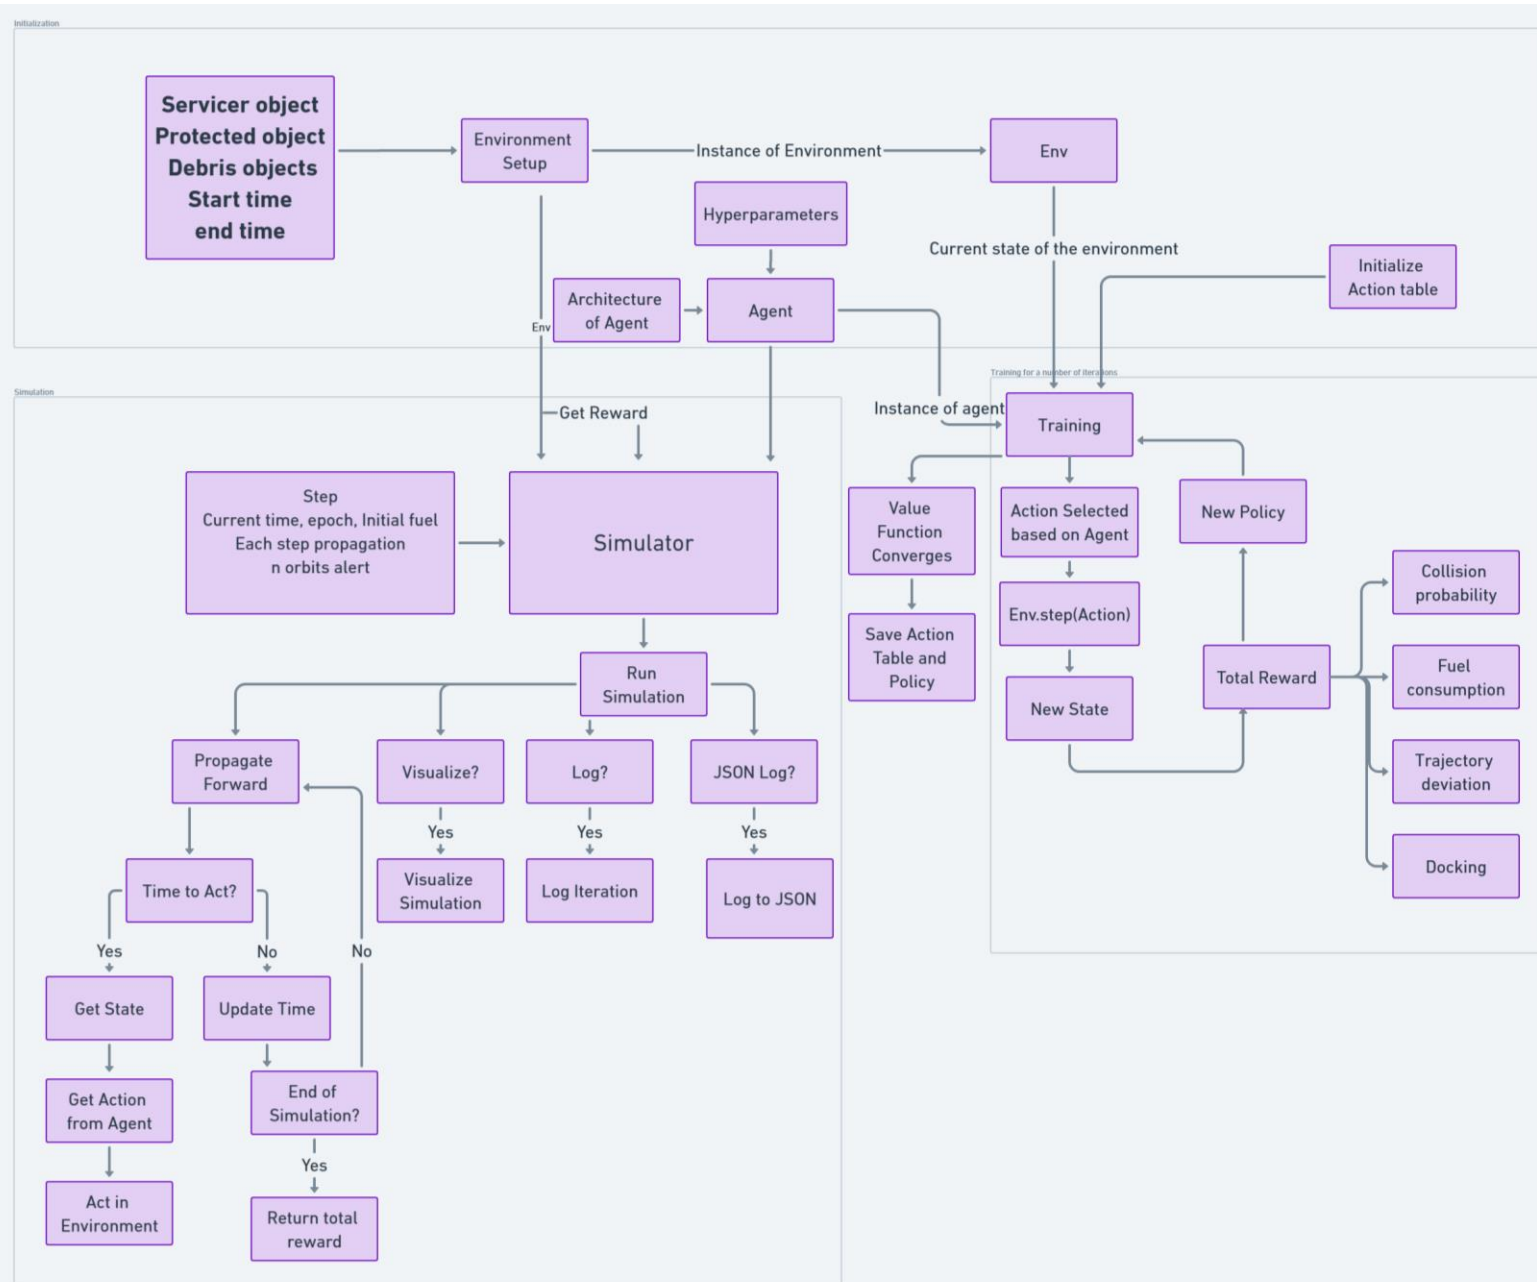 Initialization
Servicer object
Protected object
Debris objects
Start time
end time
Environment
Setup
Instance of Environment
Env
Hyperparameters
Current state of the environment
Initialize
Action table
Architecture
of Agent
Agent
Env
Training for a number of iterations
Simulation
Get Reward
Instance of agent
Training
Step
Current time, epoch, Initial fuel
Each step propagation
n orbits alert
Simulator
Value
Function
Converges
Action Selected
based on Agent
New Policy
Collision
probability
Env.step(Action)
Save Action
Table and
Policy
Run
Simulation
New State
Total Reward
Fuel
consumption
Propagate
Forward
Visualize?
Log?
JSON Log?
Trajectory
deviation
Yes
Yes
Yes
Time to Act?
Visualize
Simulation
Log Iteration
Log to JSON
Docking
Yes
No
No
Get State
Update Time
Get Action
from Agent
End of
Simulation?
Yes
Act in
Environment
Return total
reward